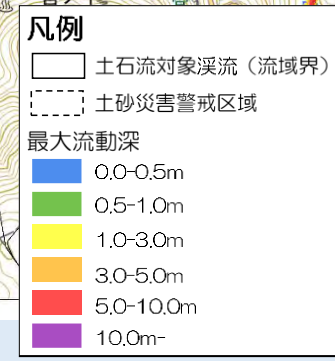 凡例
土石流対象渓流（流域界）
土砂災害警戒区域
最大流動深
0.0-0.5m
0.5-1.0m
1.0-3.0m
3.0-5.0m
5.0-10.0m
10.0m-